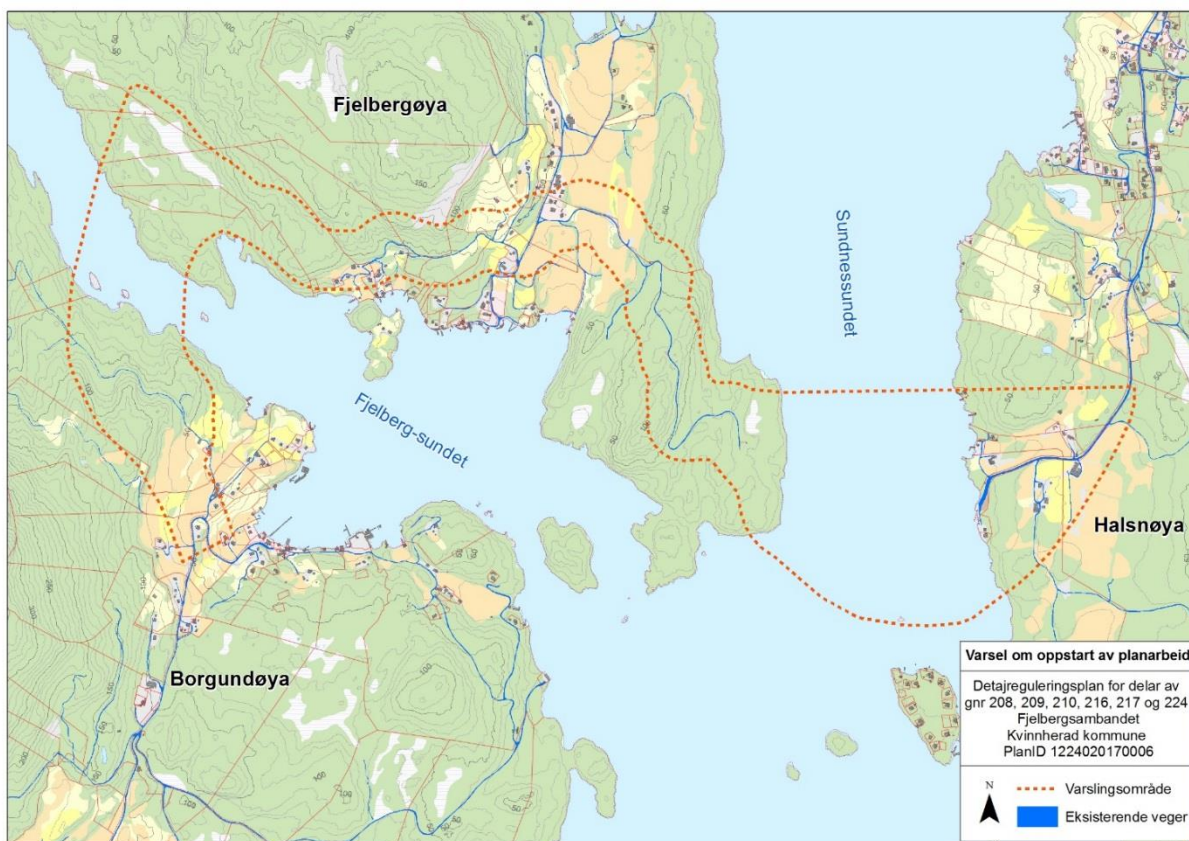 Fjelbergøya
Sundnessundet
Fjelberg-sundet
Halsnøya
Borgundøya
Varsel om oppstart av planarbeid
Detajreguleringsplan for delar av
gnr 208, 209, 210, 216, 217 og 224
Fjelbergsambandet
Kvinnherad kommune
PlanID 1224020170006
N
Varslingsområde
Eksisterende veger